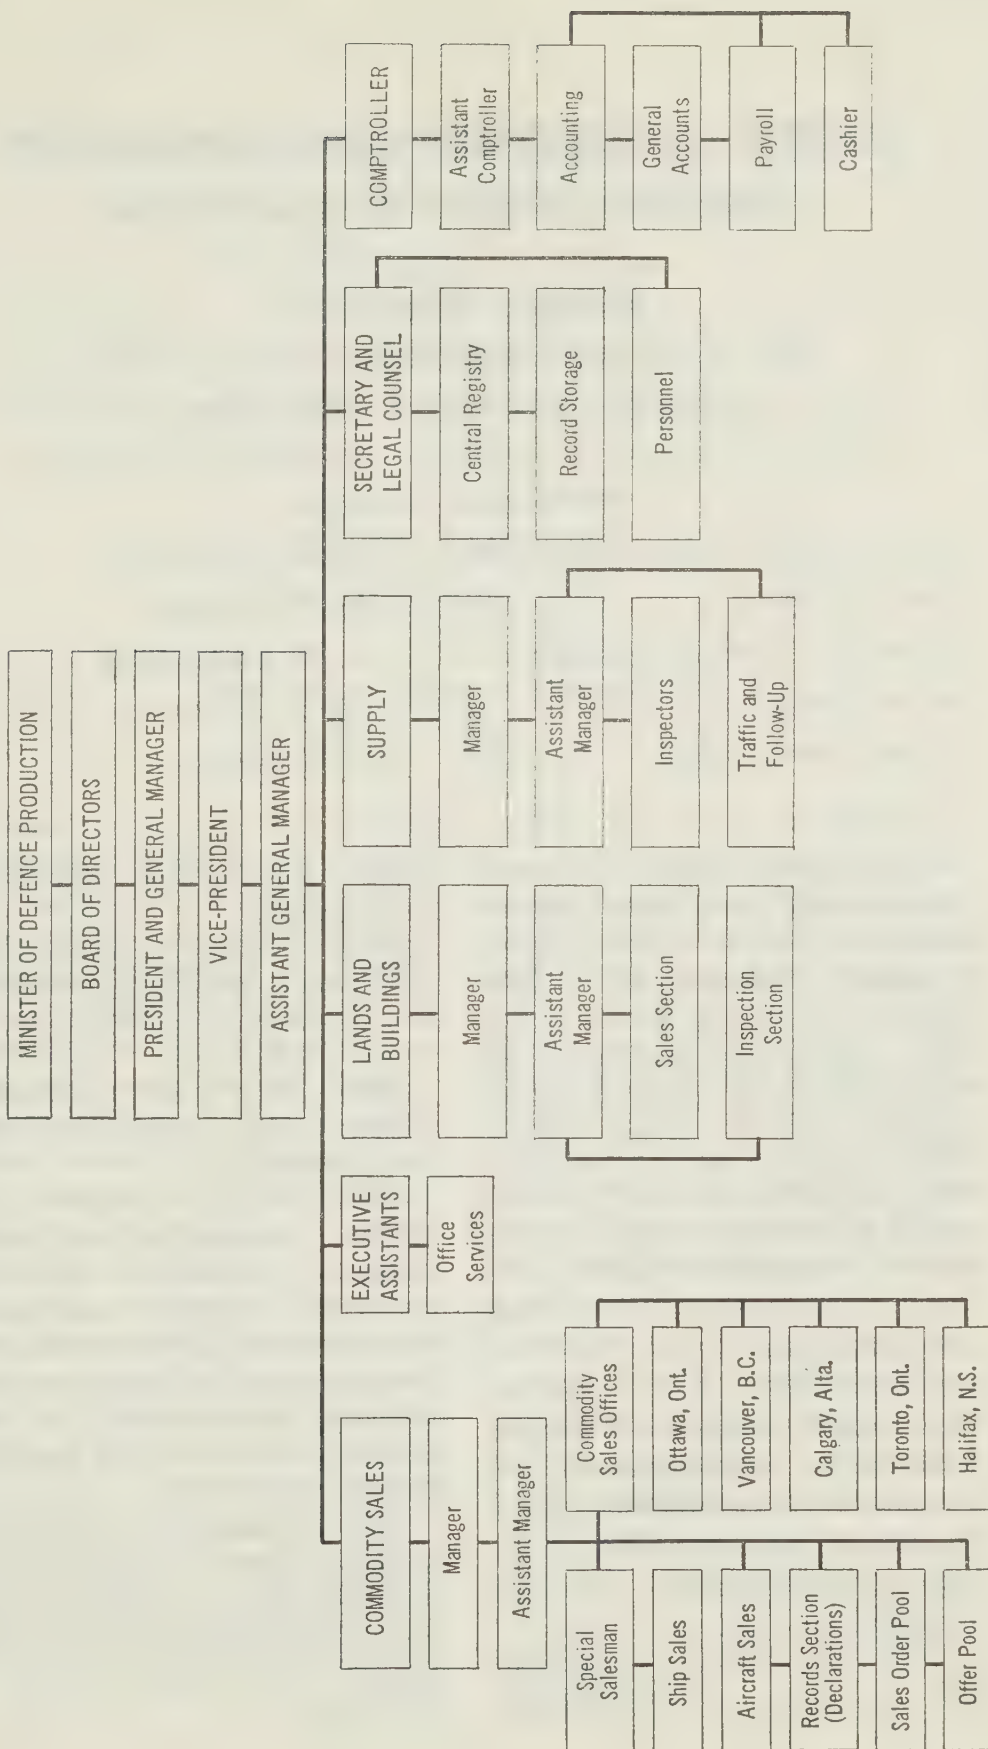 MINISTER OF DEFENCE PRODUCTION
BOARD OF DIRECTORS
PRESIDENT AND GENERAL MANAGER
VICE-PRESIDENT
ASSISTANT GENERAL MANAGER
COMMODITY SALES
Manager
Assistant Manager
Special
Salesman
Ship Sales
Aircraft Sales
Records Section
(Declarations)
Sales Order Pool
Offer Pool
Commodity
Sales Offices
Ottawa, Ont.
Vancouver, B.C.
Calgary, Alta.
Toronto, Ont.
Halifax, N.S.
EXECUTIVE
ASSISTANTS
Office
Services
LANDS AND
BUILDINGS
Manager
Assistant
Manager
Sales Section
Inspection
Section
SUPPLY
Manager
Assistant
Manager
Inspectors
Traffic and
Follow-Up
SECRETARY AND
LEGAL COUNSEL
Central Registry
Record Storage
Personnel
COMPTROLLER
Assistant
Comptroller
Accounting
General
Accounts
Payroll
Cashier